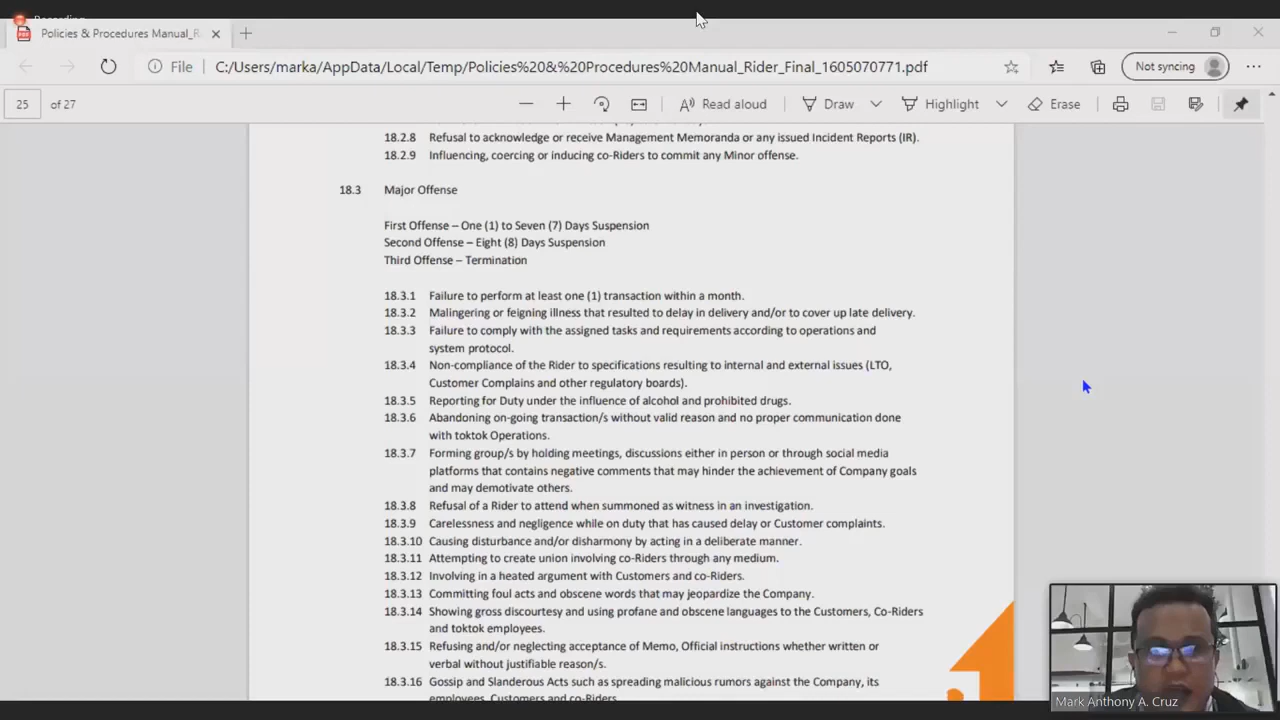 Recording
Policies & Procedures Manual_R
File
C:/Users/marka/AppData/Local/Temp/Policies%20&%20Procedures%20Manual_Rider_Final_1605070771.pdf
Not syncing
25 of 27
Read aloud
Draw
Highlight
Erase
18.2.8 Refusal to acknowledge or receive Management Memoranda or any issued Incident Reports (IR).
18.2.9 Influencing, coercing or inducing co-Riders to commit any Minor offense.
18.3 Major Offense
First Offense – One (1) to Seven (7) Days Suspension
Second Offense – Eight (8) Days Suspension
Third Offense – Termination
18.3.1 Failure to perform at least one (1) transaction within a month.
18.3.2 Malingering or feigning illness that resulted to delay in delivery and/or to cover up late delivery.
18.3.3 Failure to comply with the assigned tasks and requirements according to operations and
system protocol.
18.3.4 Non-compliance of the Rider to specifications resulting to internal and external issues (LTO,
Customer Complains and other regulatory boards).
18.3.5 Reporting for Duty under the influence of alcohol and prohibited drugs.
18.3.6 Abandoning on-going transaction/s without valid reason and no proper communication done
with toktok Operations.
18.3.7 Forming group/s by holding meetings, discussions either in person or through social media
platforms that contains negative comments that may hinder the achievement of Company goals
and may demotivate others.
18.3.8 Refusal of a Rider to attend when summoned as witness in an investigation.
18.3.9 Carelessness and negligence while on duty that has caused delay or Customer complaints.
18.3.10 Causing disturbance and/or disharmony by acting in a deliberate manner.
18.3.11 Attempting to create union involving co-Riders through any medium.
18.3.12 Involving in a heated argument with Customers and co-Riders.
18.3.13 Committing foul acts and obscene words that may jeopardize the Company.
18.3.14 Showing gross discourtesy and using profane and obscene languages to the Customers, Co-Riders
and toktok employees.
18.3.15 Refusing and/or neglecting acceptance of Memo, Official instructions whether written or
verbal without justifiable reason/s.
18.3.16 Gossip and Slanderous Acts such as spreading malicious rumors against the Company, its
employees, Customers and co-Riders.
Mark Anthony A. Cruz